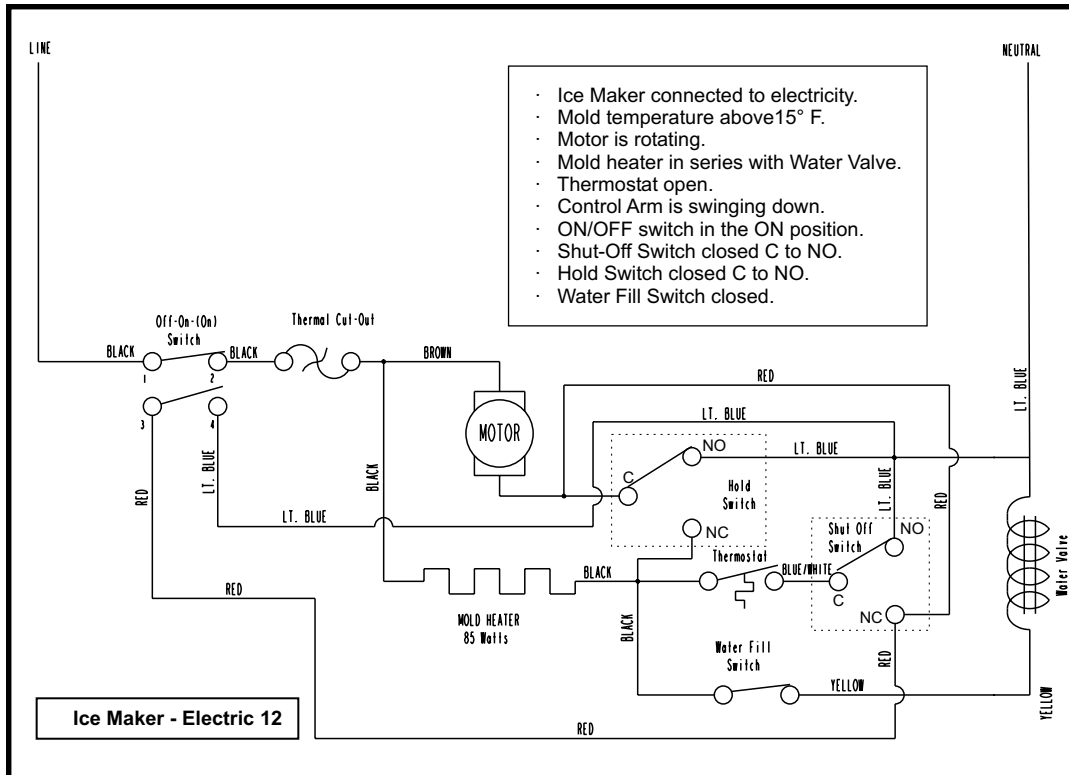 LINE
NEUTRAL
· Ice Maker connected to electricity.
· Mold temperature above15° F.
· Motor is rotating.
· Mold heater in series with Water Valve.
· Thermostat open.
· Control Arm is swinging down.
· ON/OFF switch in the ON position.
· Shut-Off Switch closed C to NO.
· Hold Switch closed C to NO.
· Water Fill Switch closed.
Off-On-(On)
Switch
Thermal Cut-Out
BLACK
BLACK
BROWN
1
2
3
4
RED
LT. BLUE
LT. BLUE
MOTOR
NO
LT. BLUE
C
Hold
Switch
NC
LT. BLUE
RED
Shut Off
Switch
NO
RED
LT. BLUE
BLACK
LT. BLUE
Thermostat
BLUE/WHITE
C
NC
BLACK
MOLD HEATER
85 Watts
RED
BLACK
Water Fill
Switch
YELLOW
RED
Water Valve
YELLOW
RED
Ice Maker - Electric 12